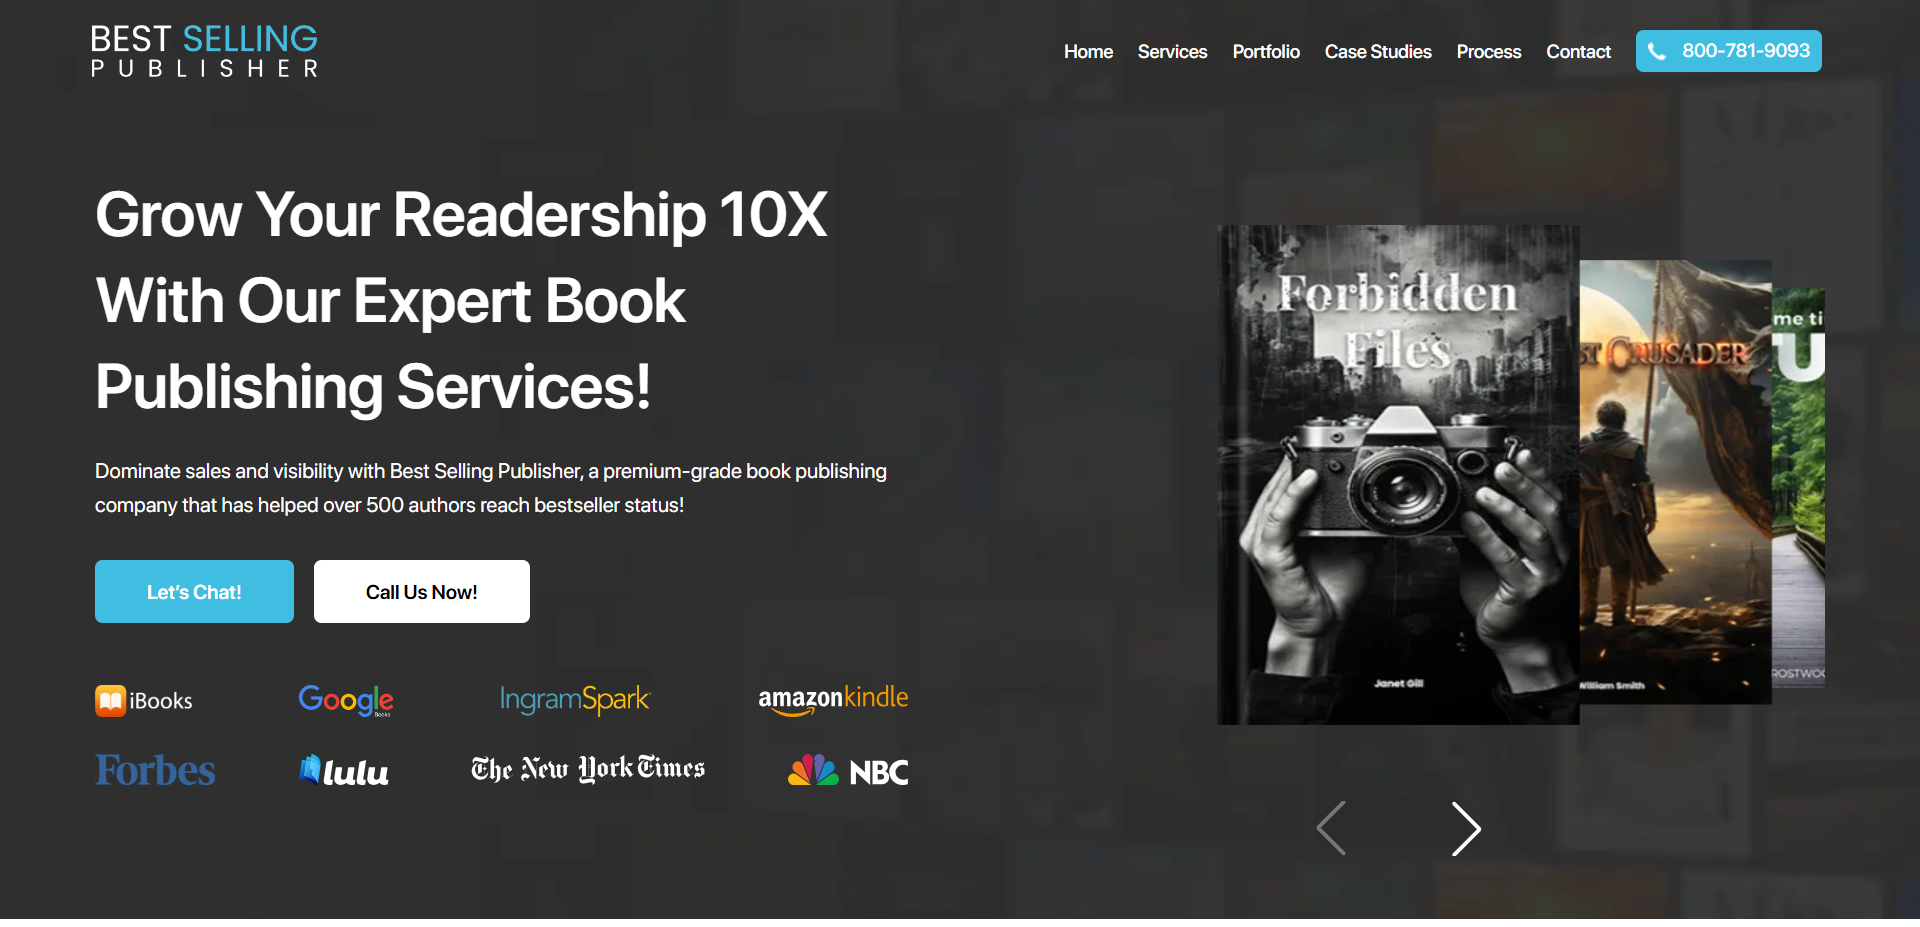 BEST SELLING
PUBLISHER
Home
Services
Portfolio
Case Studies
Process
Contact
800-781-9093
Grow Your Readership 10X
With Our Expert Book
Publishing Services!
Dominate sales and visibility with Best Selling Publisher, a premium-grade book publishing
company that has helped over 500 authors reach bestseller status!
Let's Chat!
Call Us Now!
iBooks
Google
Books
IngramSpark
amazonkindle
Forbes
lulu
The New York Times
NBC
Forbidden
Files
Janet Gill
ST CRUSADER
William Smith
me ti
U
ROSTWOO